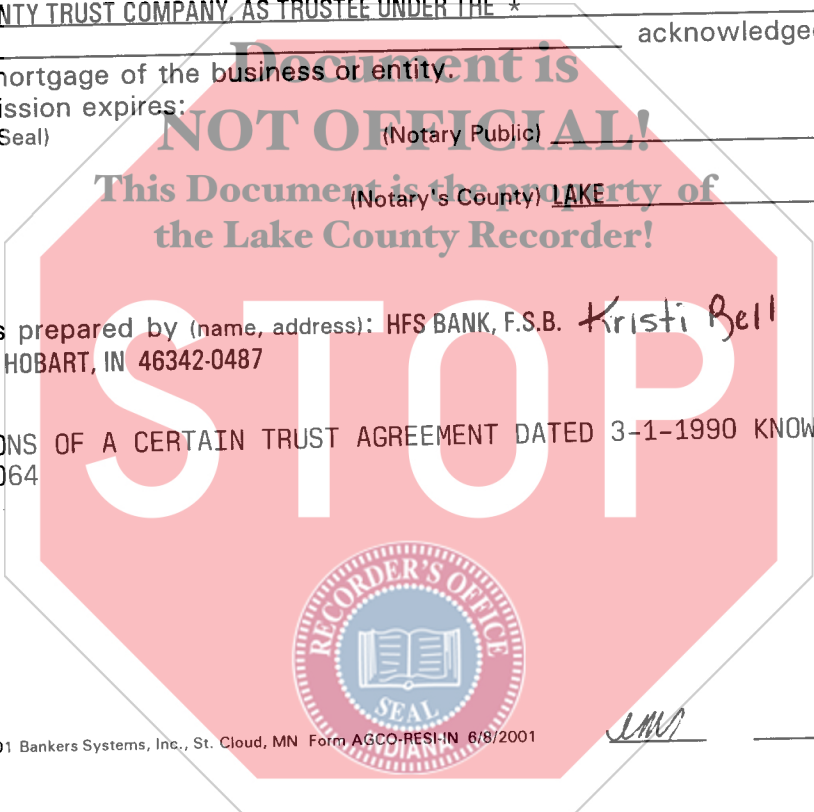 NTY TRUST COMPANY, AS TRUSTEE UNDER THE *
acknowledged
Document is
mortgage of the business or entity.
ission expires:
NOT OFFICIAL!
Seal) (Notary Public)
This Document is the property of
(Notary's County) LAKE
the Lake County Recorder!
STOP
s prepared by (name, address): HFS BANK, F.S.B. Kristi Bell
HOBART, IN 46342-0487
ONS OF A CERTAIN TRUST AGREEMENT DATED 3-1-1990 KNOW
064
RECORDER'S OFFICE
SEAL
INDIANA
01 Bankers Systems, Inc., St. Cloud, MN Form AGCO-RESI-IN 6/8/2001